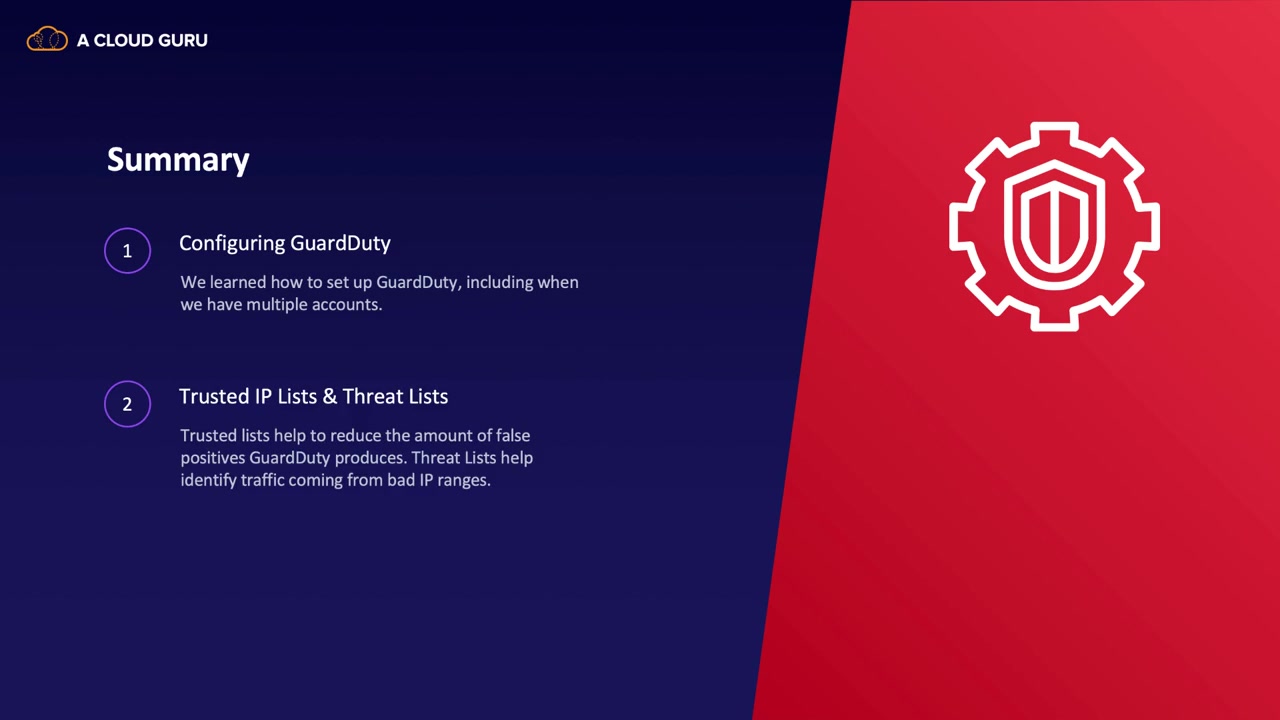 A CLOUD GURU
Summary
1
Configuring GuardDuty
We learned how to set up GuardDuty, including when
we have multiple accounts.
2
Trusted IP Lists & Threat Lists
Trusted lists help to reduce the amount of false
positives GuardDuty produces. Threat Lists help
identify traffic coming from bad IP ranges.